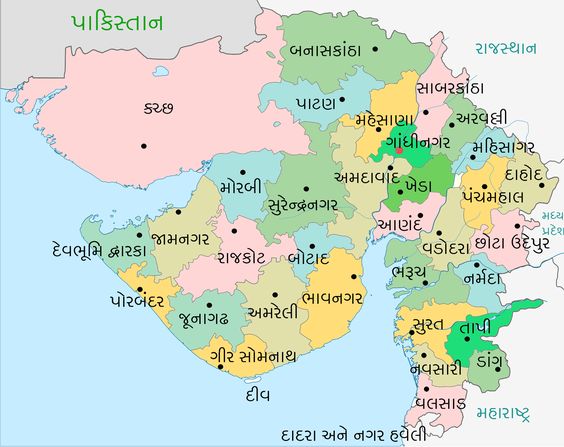 પાકિસ્તાન
બનાસકાંઠા
રાજસ્થાન
સાબરકાંઠા
કચ્છ
પાટણ
મહેસાણા
અરવલ્લી
ગાંધીનગર
મહિસાગર
મોરબી
સુરેન્દ્રનગર
અમદાવાદ
ખેડા
પંચમહાલ
દાહોદ
દેવભૂમિ દ્વારકા
જામનગર
રાજકોટ
બોટાદ
આણંદ
વડોદરા
છોટા ઉદેપુર
મધ્ય
પ્રદેશ
પોરબંદર
જૂનાગઢ
અમરેલી
ભાવનગર
ભરૂચ
નર્મદા
ગીર સોમનાથ
દીવ
સુરત
તાપી
નવસારી
ડાંગ
વલસાડ
મહારાષ્ટ્ર
દાદરા અને નગર હવેલી